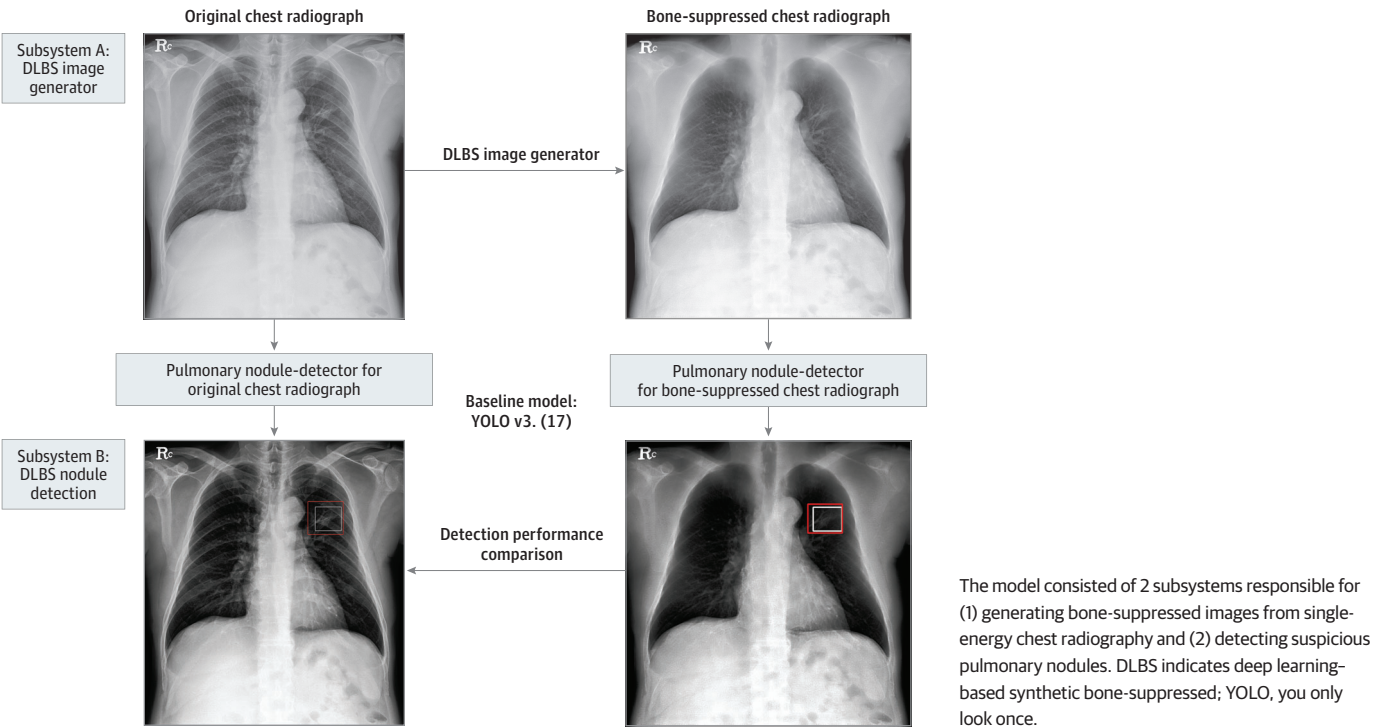 Original chest radiograph
Bone-suppressed chest radiograph
Subsystem A:
DLBS image
generator
Rc
Rc
DLBS image generator
Pulmonary nodule-detector for
original chest radiograph
Baseline model:
YOLO v3. (17)
Pulmonary nodule-detector
for bone-suppressed chest radiograph
Subsystem B:
DLBS nodule
detection
Rc
Rc
Detection performance
comparison
The model consisted of 2 subsystems responsible for
(1) generating bone-suppressed images from single-
energy chest radiography and (2) detecting suspicious
pulmonary nodules. DLBS indicates deep learning–
based synthetic bone-suppressed; YOLO, you only
look once.